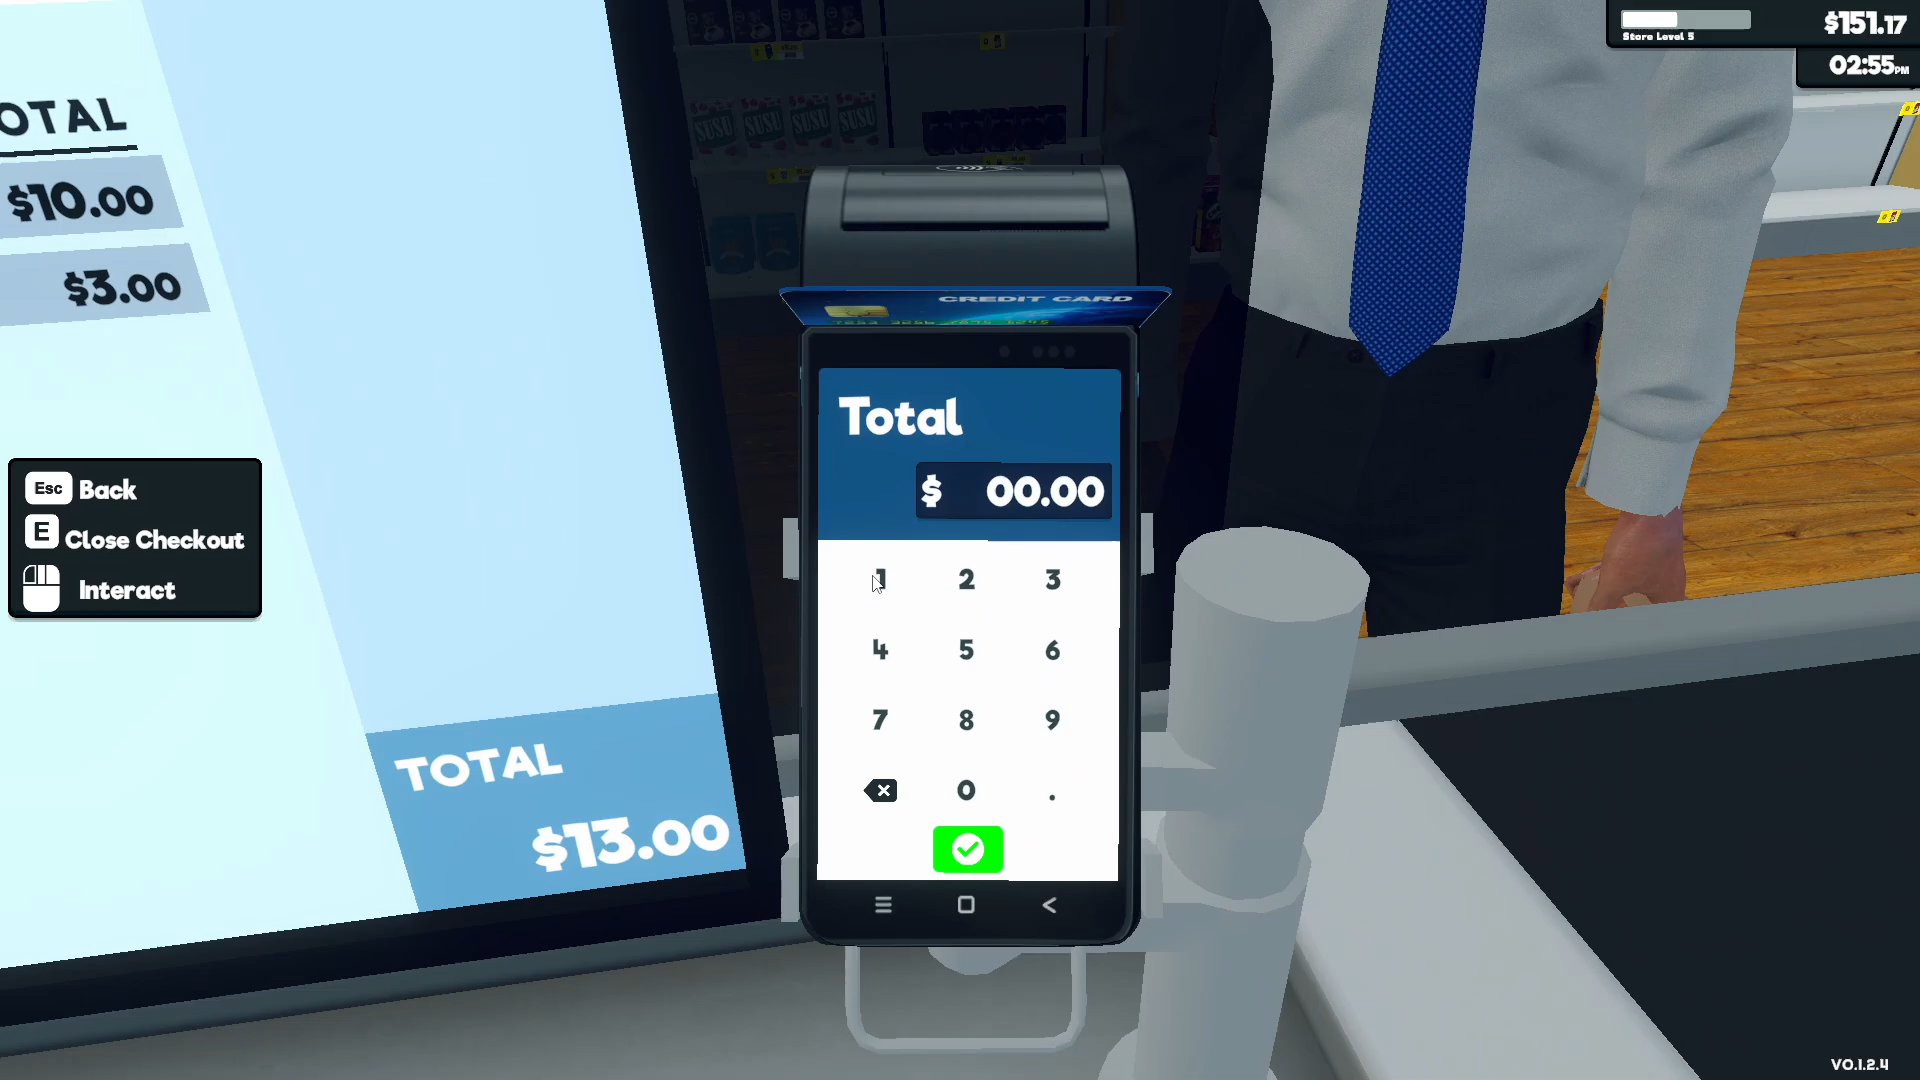 OTAL
$10.00
$3.00
Esc Back
E Close Checkout
Interact
TOTAL
$13.00
SUSU SUSU SUSU SUSU
CREDIT CARD
Total
$ 00.00
1 2 3
4 5 6
7 8 9
0 .
$151.17
Store Level 5
02:55PM
V0.1.2.4